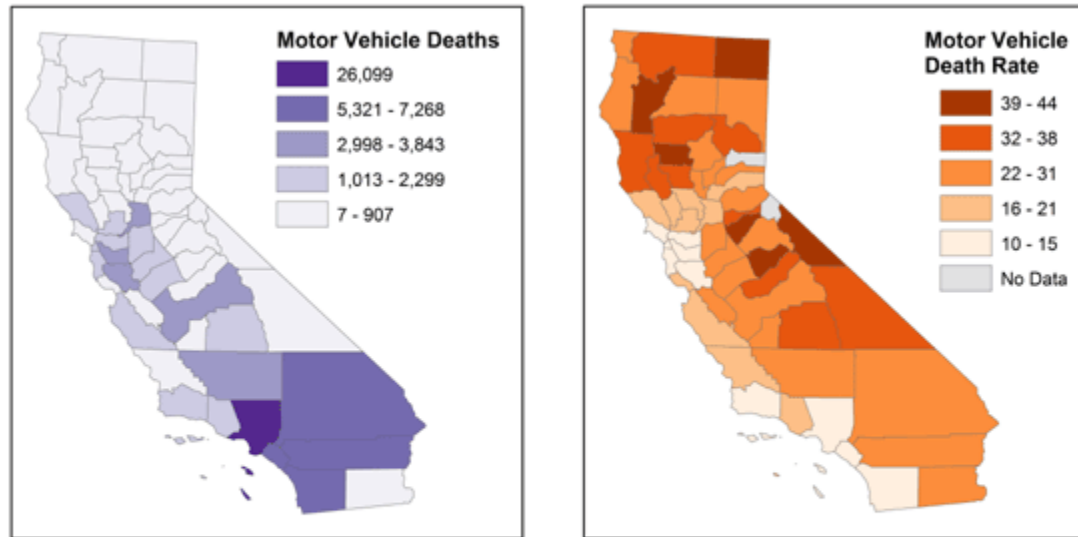 Motor Vehicle Deaths
26,099
5,321 - 7,268
2,998 - 3,843
1,013 - 2,299
7 - 907
Motor Vehicle
Death Rate
39 - 44
32 - 38
22 - 31
16 - 21
10 - 15
No Data